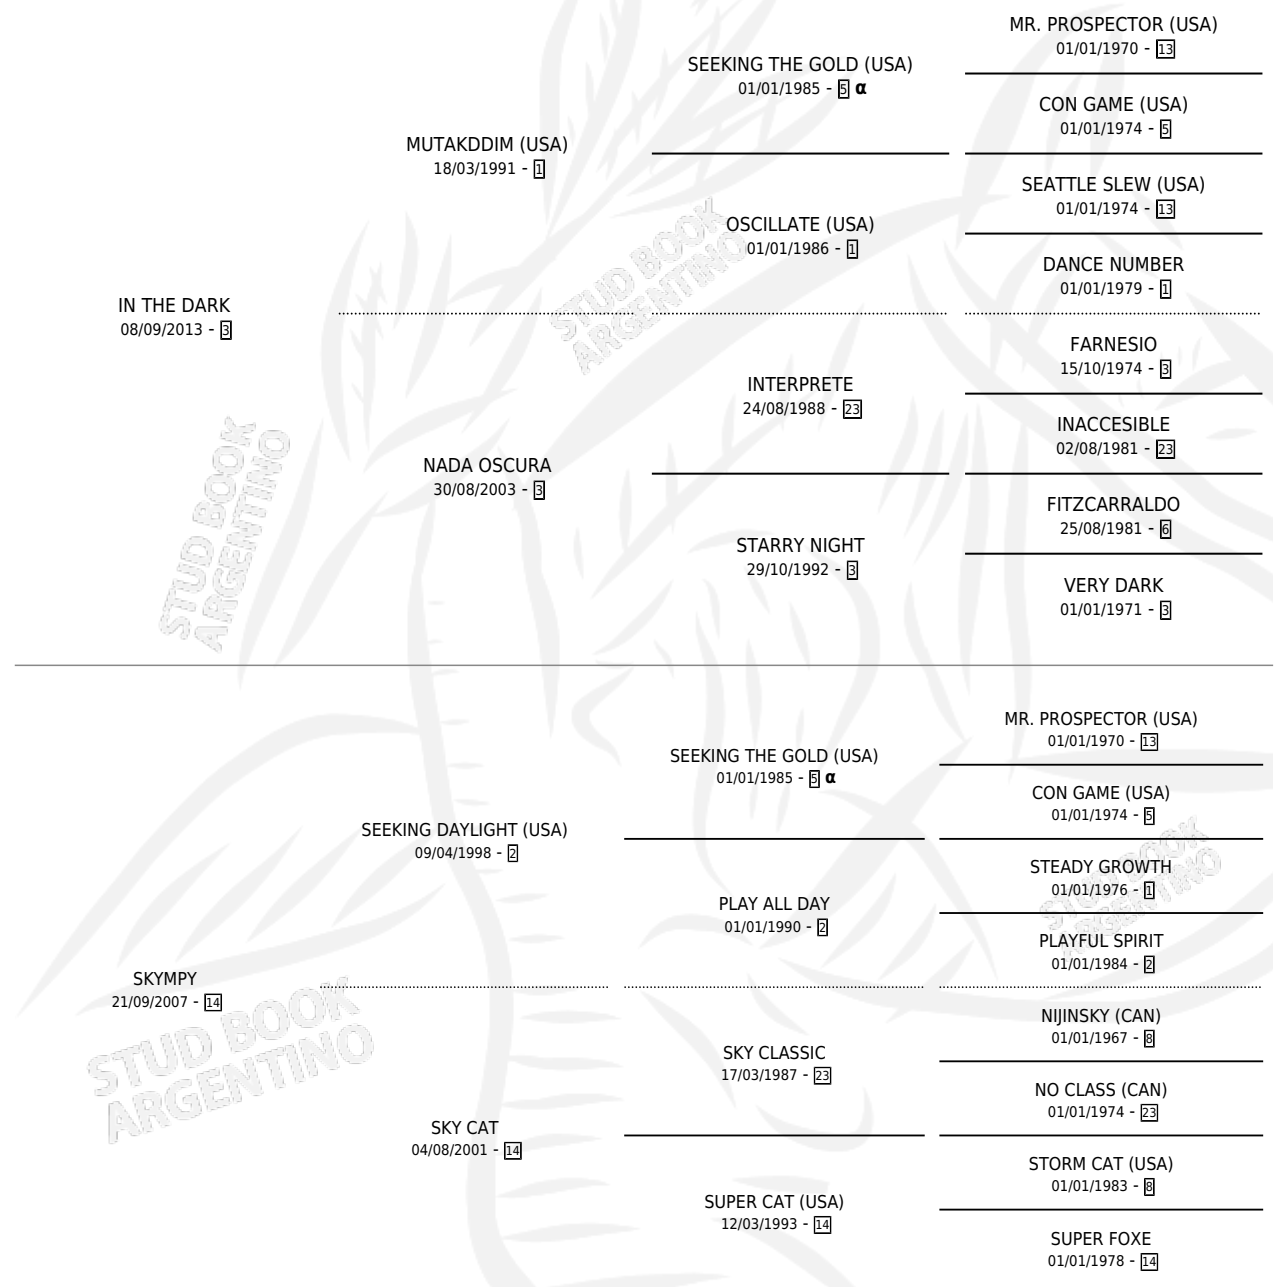 MR. PROSPECTOR (USA)
01/01/1970 - 13
SEEKING THE GOLD (USA)
01/01/1985 - 5 α
CON GAME (USA)
01/01/1974 - 5
MUTAKDDIM (USA)
18/03/1991 - 1
SEATTLE SLEW (USA)
01/01/1974 - 13
OSCILLATE (USA)
01/01/1986 - 1
DANCE NUMBER
01/01/1979 - 1
IN THE DARK
08/09/2013 - 3
FARNESIO
15/10/1974 - 3
INTERPRETE
24/08/1988 - 23
INACCESIBLE
02/08/1981 - 23
NADA OSCURA
30/08/2003 - 3
FITZCARRALDO
25/08/1981 - 6
STARRY NIGHT
29/10/1992 - 3
VERY DARK
01/01/1971 - 3
STUD BOOK
ARGENTINO
STUD BOOK
ARGENTINO
MR. PROSPECTOR (USA)
01/01/1970 - 13
SEEKING THE GOLD (USA)
01/01/1985 - 5 α
CON GAME (USA)
01/01/1974 - 5
SEEKING DAYLIGHT (USA)
09/04/1998 - 2
STEADY GROWTH
01/01/1976 - 1
PLAY ALL DAY
01/01/1990 - 2
PLAYFUL SPIRIT
01/01/1984 - 2
SKYMPY
21/09/2007 - 14
NIJINSKY (CAN)
01/01/1967 - 8
SKY CLASSIC
17/03/1987 - 23
NO CLASS (CAN)
01/01/1974 - 23
SKY CAT
04/08/2001 - 14
STORM CAT (USA)
01/01/1983 - 8
SUPER CAT (USA)
12/03/1993 - 14
SUPER FOXE
01/01/1978 - 14
STUD BOOK
ARGENTINO
STUD BOOK
ARGENTINO